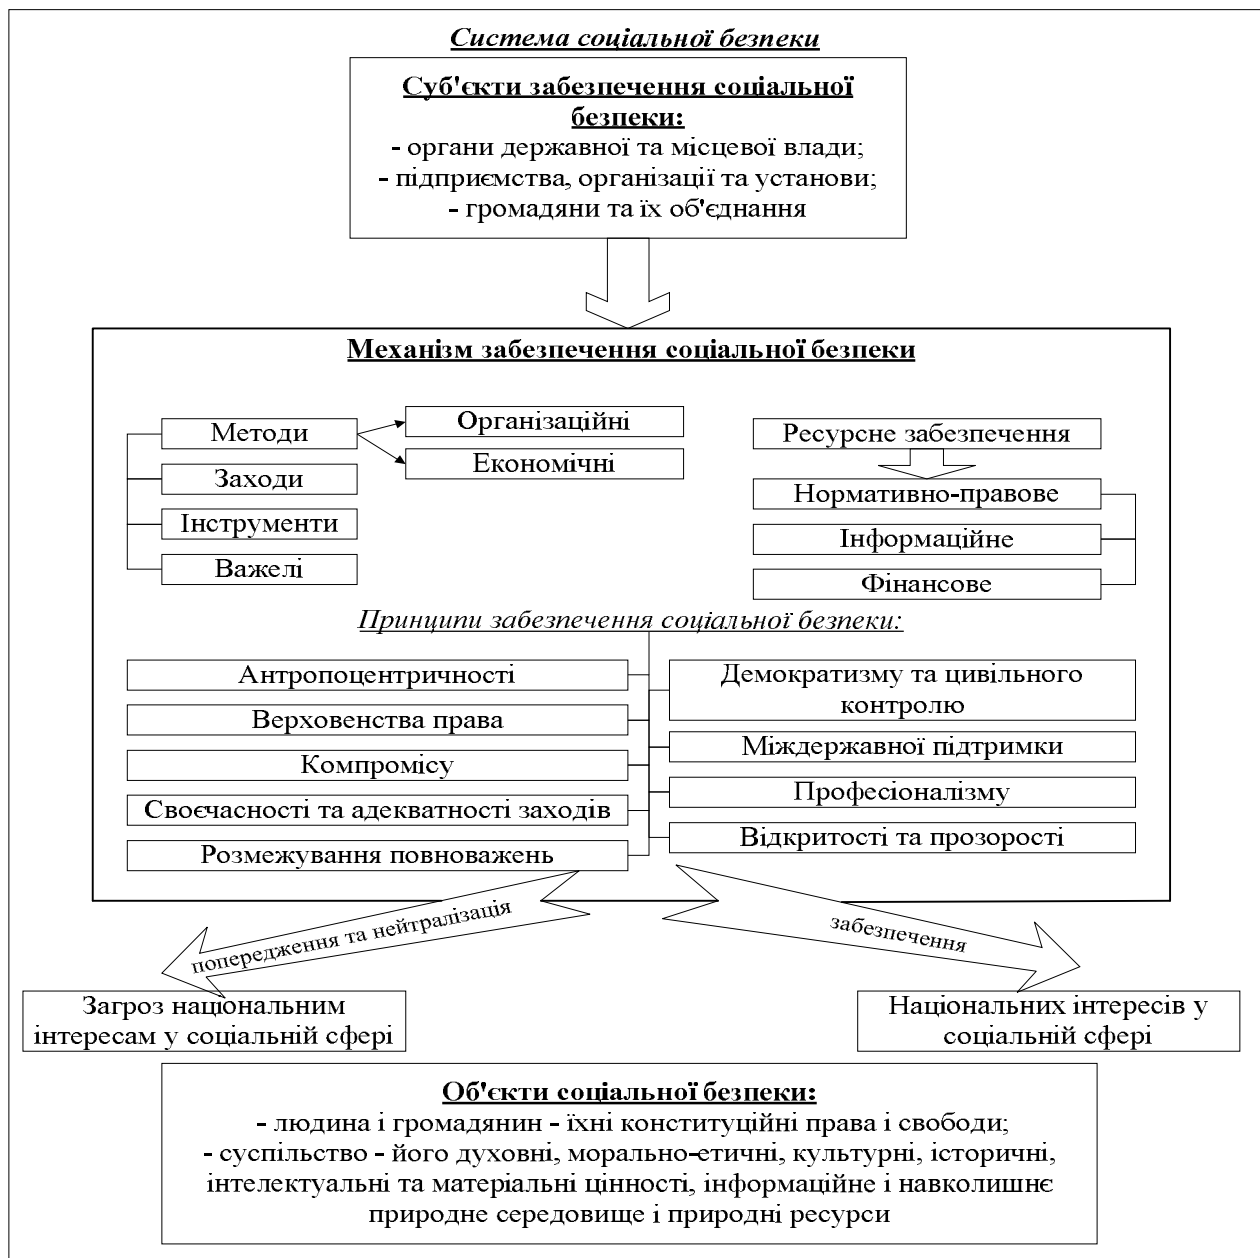 Система соціальної безпеки
Суб'єкти забезпечення соціальної
безпеки:
- органи державної та місцевої влади;
- підприємства, організації та установи;
- громадяни та їх об'єднання
Механізм забезпечення соціальної безпеки
Методи
Заходи
Інструменти
Важелі
Організаційні
Економічні
Ресурсне забезпечення
Нормативно-правове
Інформаційне
Фінансове
Принципи забезпечення соціальної безпеки:
Антропоцентричності
Верховенства права
Компромісу
Своєчасності та адекватності заходів
Розмежування повноважень
Демократизму та цивільного
контролю
Міждержавної підтримки
Професіоналізму
Відкритості та прозорості
попередження та нейтралізація
забезпечення
Загроз національним
інтересам у соціальній сфері
Національних інтересів у
соціальній сфері
Об'єкти соціальної безпеки:
- людина і громадянин - їхні конституційні права і свободи;
- суспільство - його духовні, морально-етичні, культурні, історичні,
інтелектуальні та матеріальні цінності, інформаційне і навколишнє
природне середовище і природні ресурси